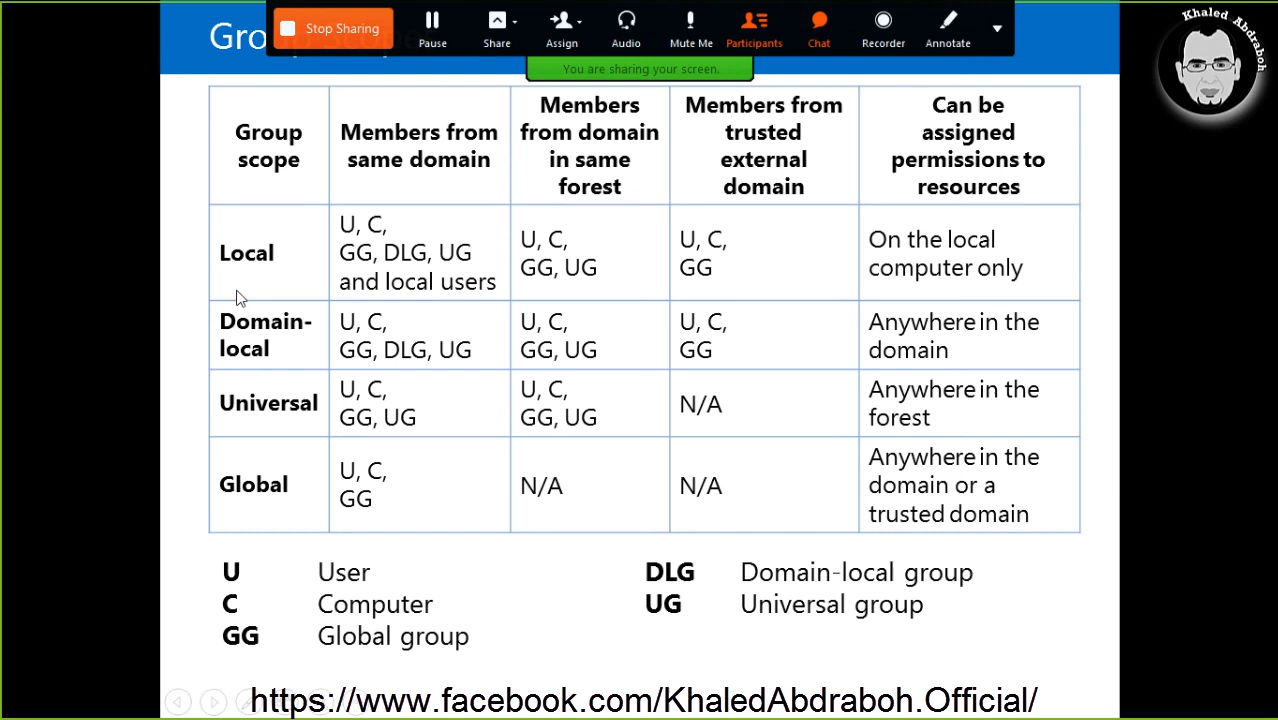 Stop Sharing
Pause
Share
Assign
Audio
Mute Me
Participants
Chat
Recorder
Annotate
You are sharing your screen.
Khaled
Abdraboh
Group
scope
Members from
same domain
Members
from domain
in same
forest
Members from
trusted
external
domain
Can be
assigned
permissions to
resources
Local
U, C,
GG, DLG, UG
and local users
U, C,
GG, UG
U, C,
GG
On the local
computer only
Domain-
local
U, C,
GG, DLG, UG
U, C,
GG, UG
U, C,
GG
Anywhere in the
domain
Universal
U, C,
GG, UG
U, C,
GG, UG
N/A
Anywhere in the
forest
Global
U, C,
GG
N/A
N/A
Anywhere in the
domain or a
trusted domain
U User
C Computer
GG Global group
DLG Domain-local group
UG Universal group
https://www.facebook.com/KhaledAbdraboh.Official/